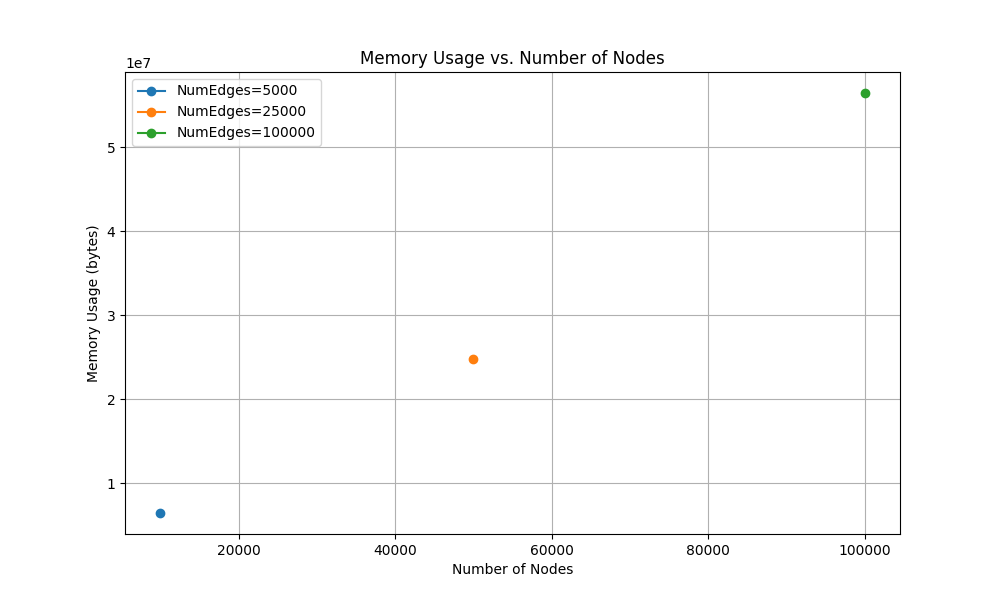 Memory Usage vs. Number of Nodes
1e7
NumEdges=5000
NumEdges=25000
NumEdges=100000
5
4
3
2
1
Memory Usage (bytes)
20000 40000 60000 80000 100000
Number of Nodes